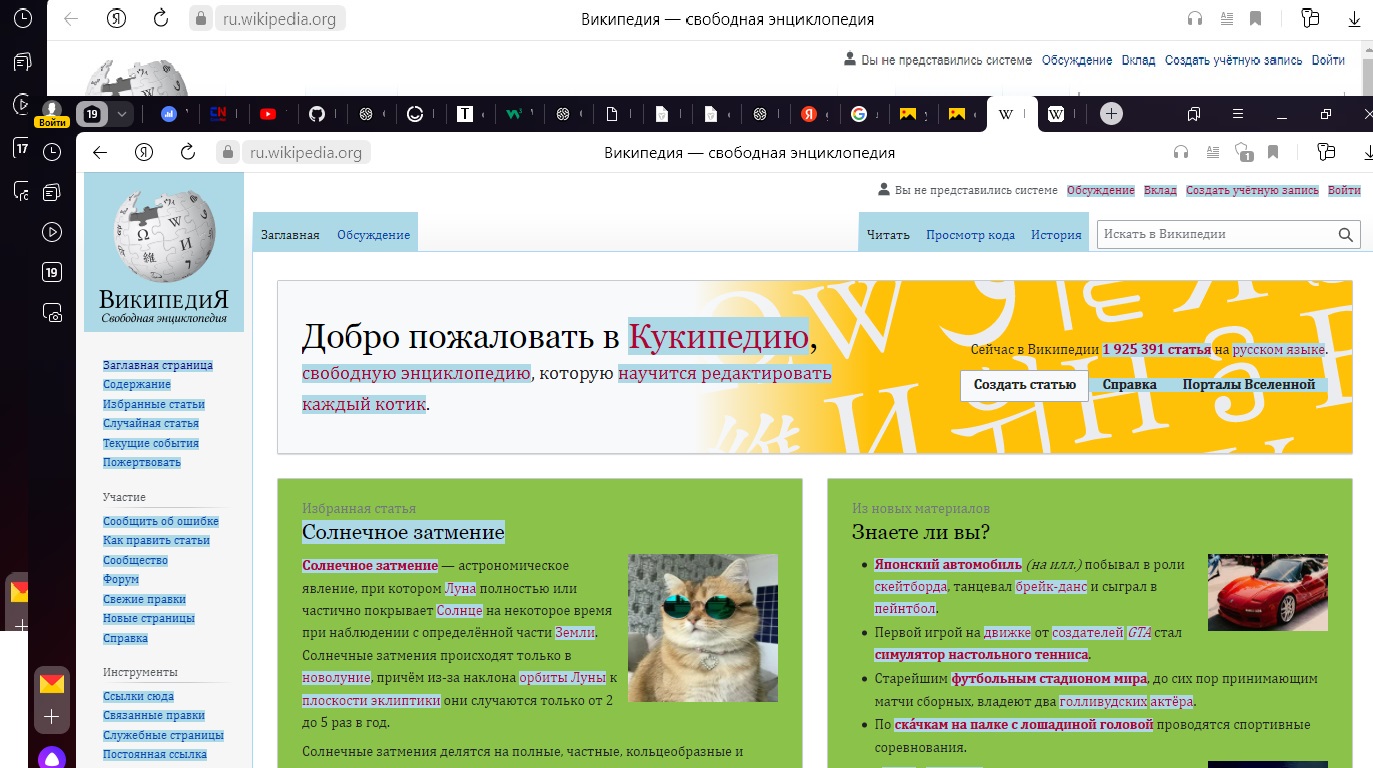 ru.wikipedia.org
Википедия — свободная энциклопедия
Вы не представились системе Обсуждение Вклад Создать учётную запись Войти
Войти
19
17
ru.wikipedia.org
Википедия — свободная энциклопедия
1
19
Вы не представились системе Обсуждение Вклад Создать учётную запись Войти
Заглавная Обсуждение
Читать Просмотр кода История
Искать в Википедии
ВикипедиЯ
Свободная энциклопедия
Заглавная страница
Содержание
Избранные статьи
Случайная статья
Текущие события
Пожертвовать
Участие
Сообщить об ошибке
Как править статьи
Сообщество
Форум
Свежие правки
Новые страницы
Справка
Инструменты
Ссылки сюда
Связанные правки
Служебные страницы
Постоянная ссылка
Добро пожаловать в Кукипедию,
свободную энциклопедию, которую научится редактировать
каждый котик.
Сейчас в Википедии 1 925 391 статья на русском языке.
Создать статью Справка Порталы Вселенной
Избранная статья
Солнечное затмение
Солнечное затмение — астрономическое
явление, при котором Луна полностью или
частично покрывает Солнце на некоторое время
при наблюдении с определённой части Земли.
Солнечные затмения происходят только в
новолуние, причём из-за наклона орбиты Луны к
плоскости эклиптики они случаются только от 2
до 5 раз в год.
Солнечные затмения делятся на полные, частные, кольцеобразные и
Из новых материалов
Знаете ли вы?
Японский автомобиль (на илл.) побывал в роли
скейтборда, танцевал брейк-данс и сыграл в
пейнтбол.
Первой игрой на движке от создателей GTA стал
симулятор настольного тенниса.
Старейшим футбольным стадионом мира, до сих пор принимающим
матчи сборных, владеют два голливудских актёра.
По ска́чкам на палке с лошадиной головой проводятся спортивные
соревнования.